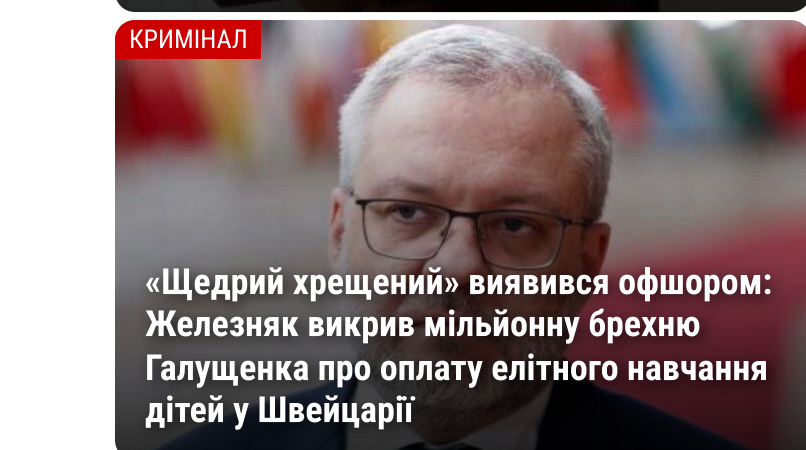 КРИМІНАЛ
«Щедрий хрещений» виявився офшором:
Железняк викрив мільйонну брехню
Галущенка про оплату елітного навчання
дітей у Швейцарії